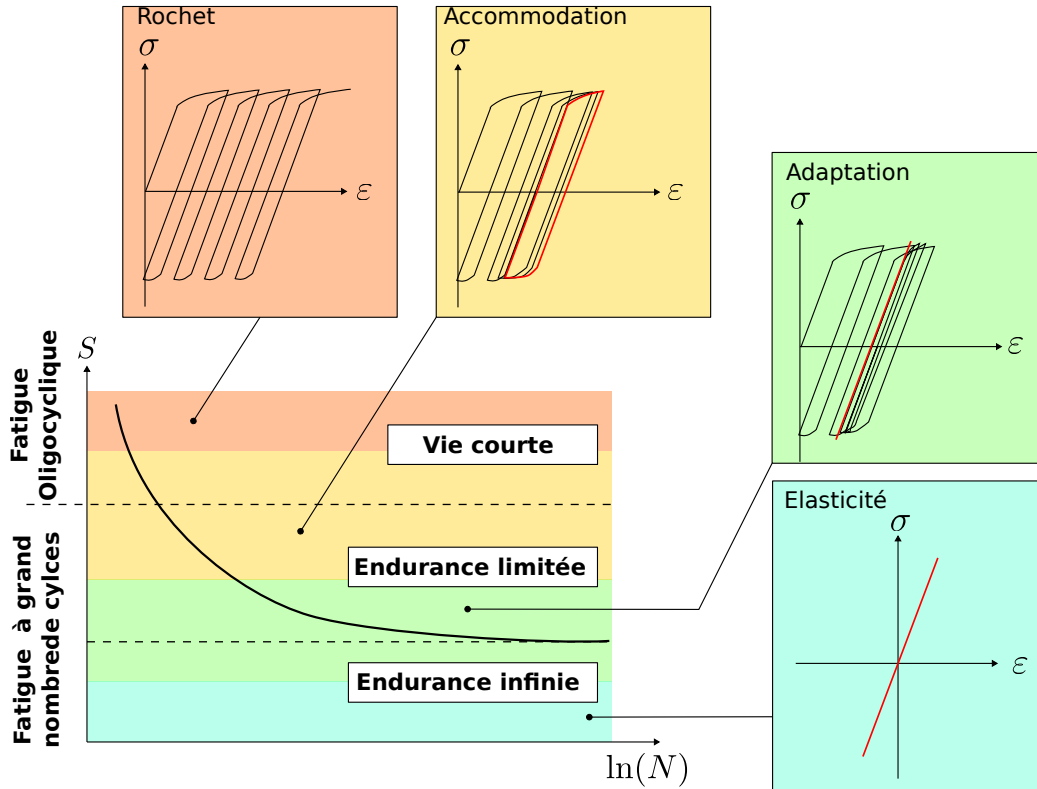 Rochet
σ
ε
Accommodation
σ
ε
Adaptation
σ
ε
Elasticité
σ
ε
S
Fatigue
Oligocyclique
Fatigue à grand
nombrede cylces
Vie courte
Endurance limitée
Endurance infinie
ln(N)